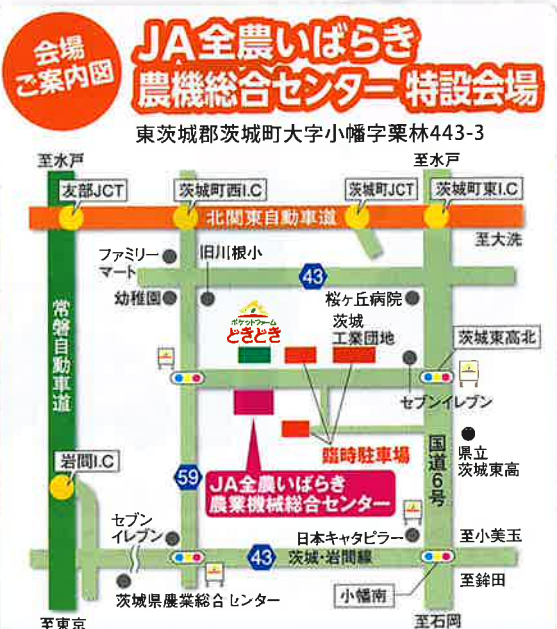 会場
ご案内図
JA全農いばらき
農機総合センター 特設会場
東茨城郡茨城町大字小幡字栗林443-3
至水戸
至水戸
友部JCT
茨城町西I.C
茨城町JCT
茨城町東I.C
北関東自動車道
至大洗
ファミリー
マート
旧川根小
43
幼稚園
桜ヶ丘病院
常磐自動車道
ポケットファーム
どきどき
茨城
工業団地
茨城東高北
セブンイレブン
臨時駐車場
国道6号
県立
茨城東高
岩間I.C
59
JA全農いばらき
農業機械総合センター
セブン
イレブン
日本キャタピラー
至小美玉
43
茨城・岩間線
至鉾田
茨城県農業総合センター
小幡南
至東京
至石岡